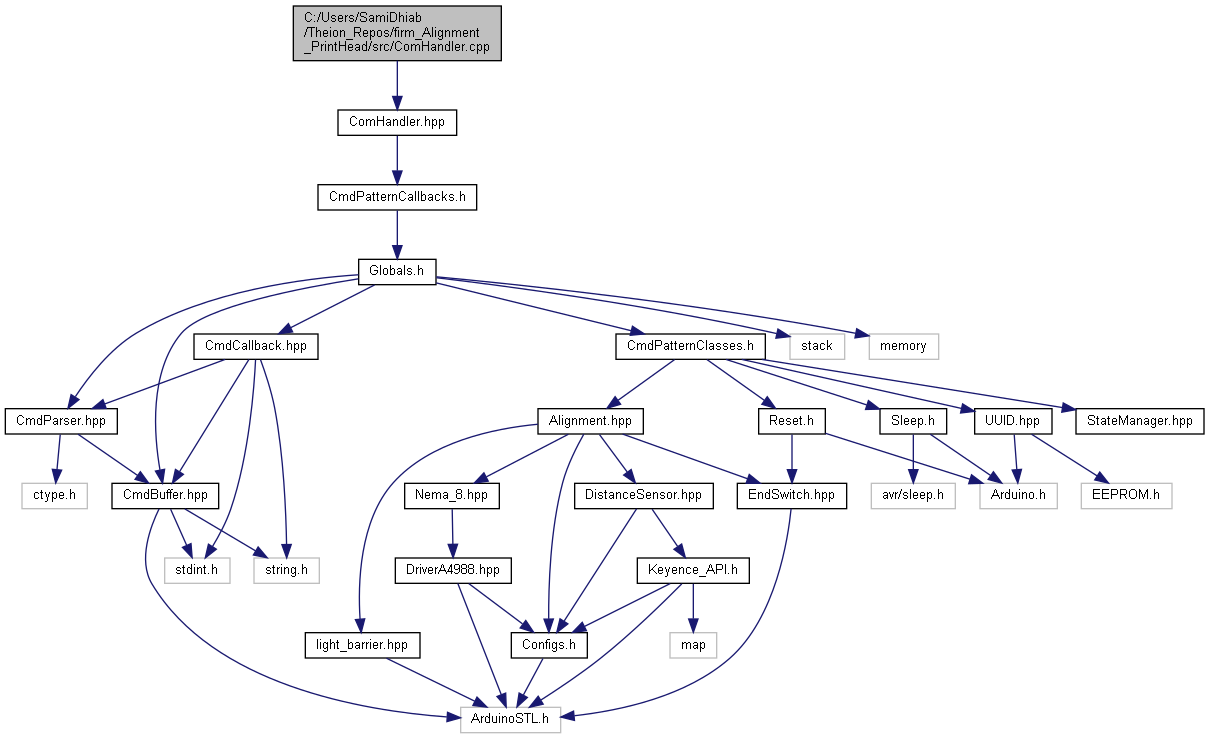 C:/Users/SamiDhiab
/Theion_Repos/firm_Alignment
_PrintHead/src/ComHandler.cpp
ComHandler.hpp
CmdPatternCallbacks.h
Globals.h
CmdCallback.hpp
CmdPatternClasses.h
stack
memory
CmdParser.hpp
Alignment.hpp
Reset.h
Sleep.h
UUID.hpp
StateManager.hpp
ctype.h
CmdBuffer.hpp
Nema_8.hpp
DistanceSensor.hpp
EndSwitch.hpp
avr/sleep.h
Arduino.h
EEPROM.h
stdint.h
string.h
DriverA4988.hpp
Keyence_API.h
light_barrier.hpp
Configs.h
map
ArduinoSTL.h